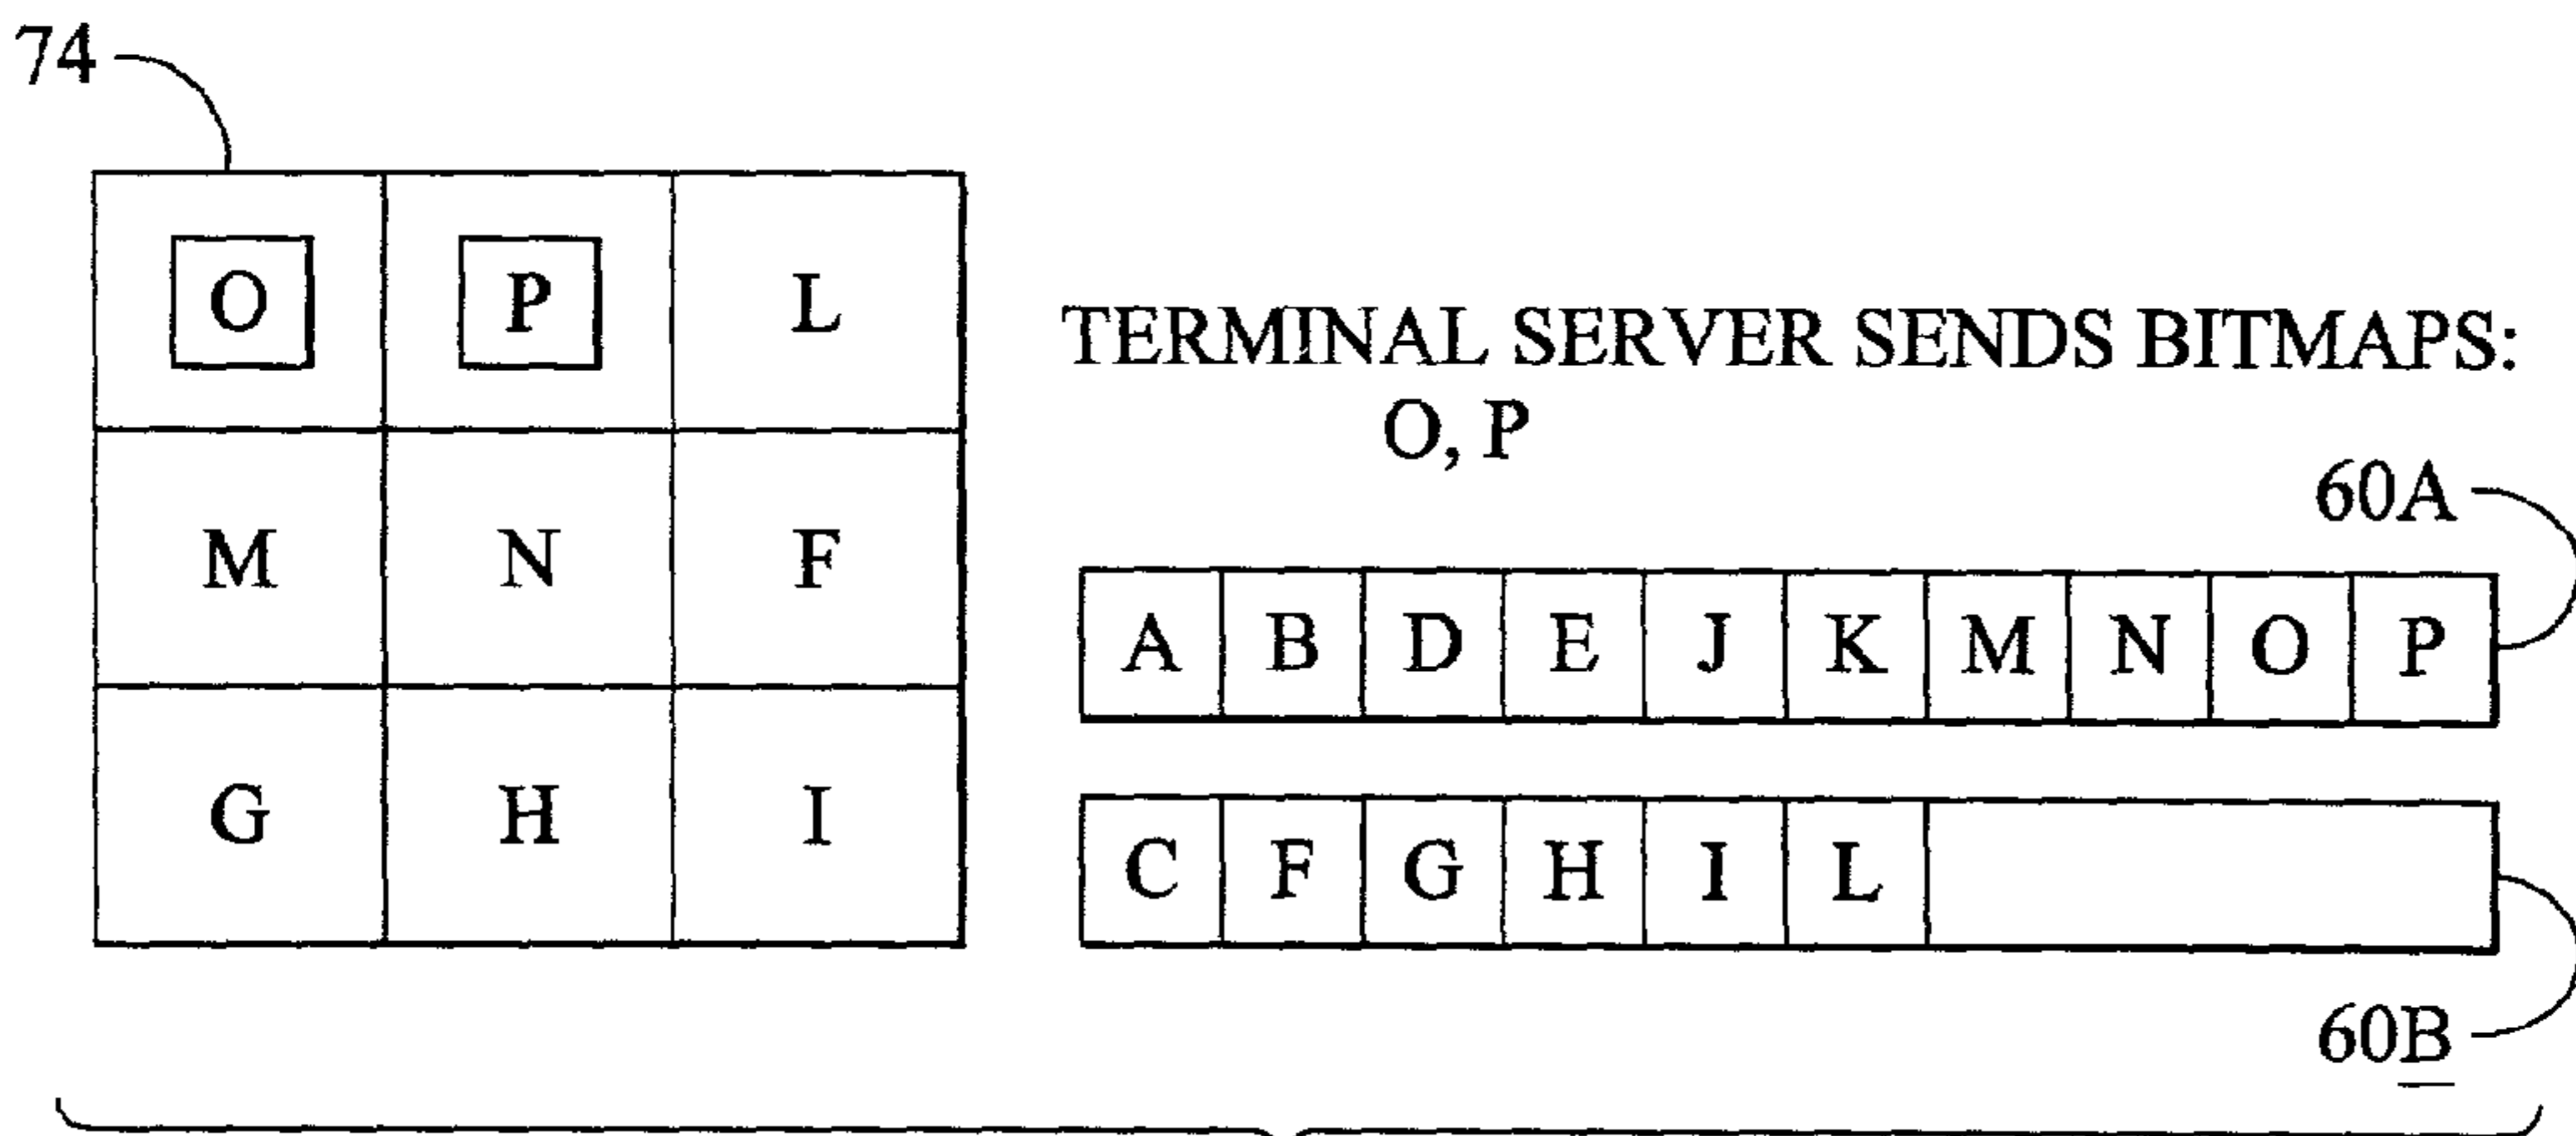 74
O P L
M N F
G H I
TERMINAL SERVER SENDS BITMAPS:
O, P
60A
A B D E J K M N O P
C F G H I L
60B